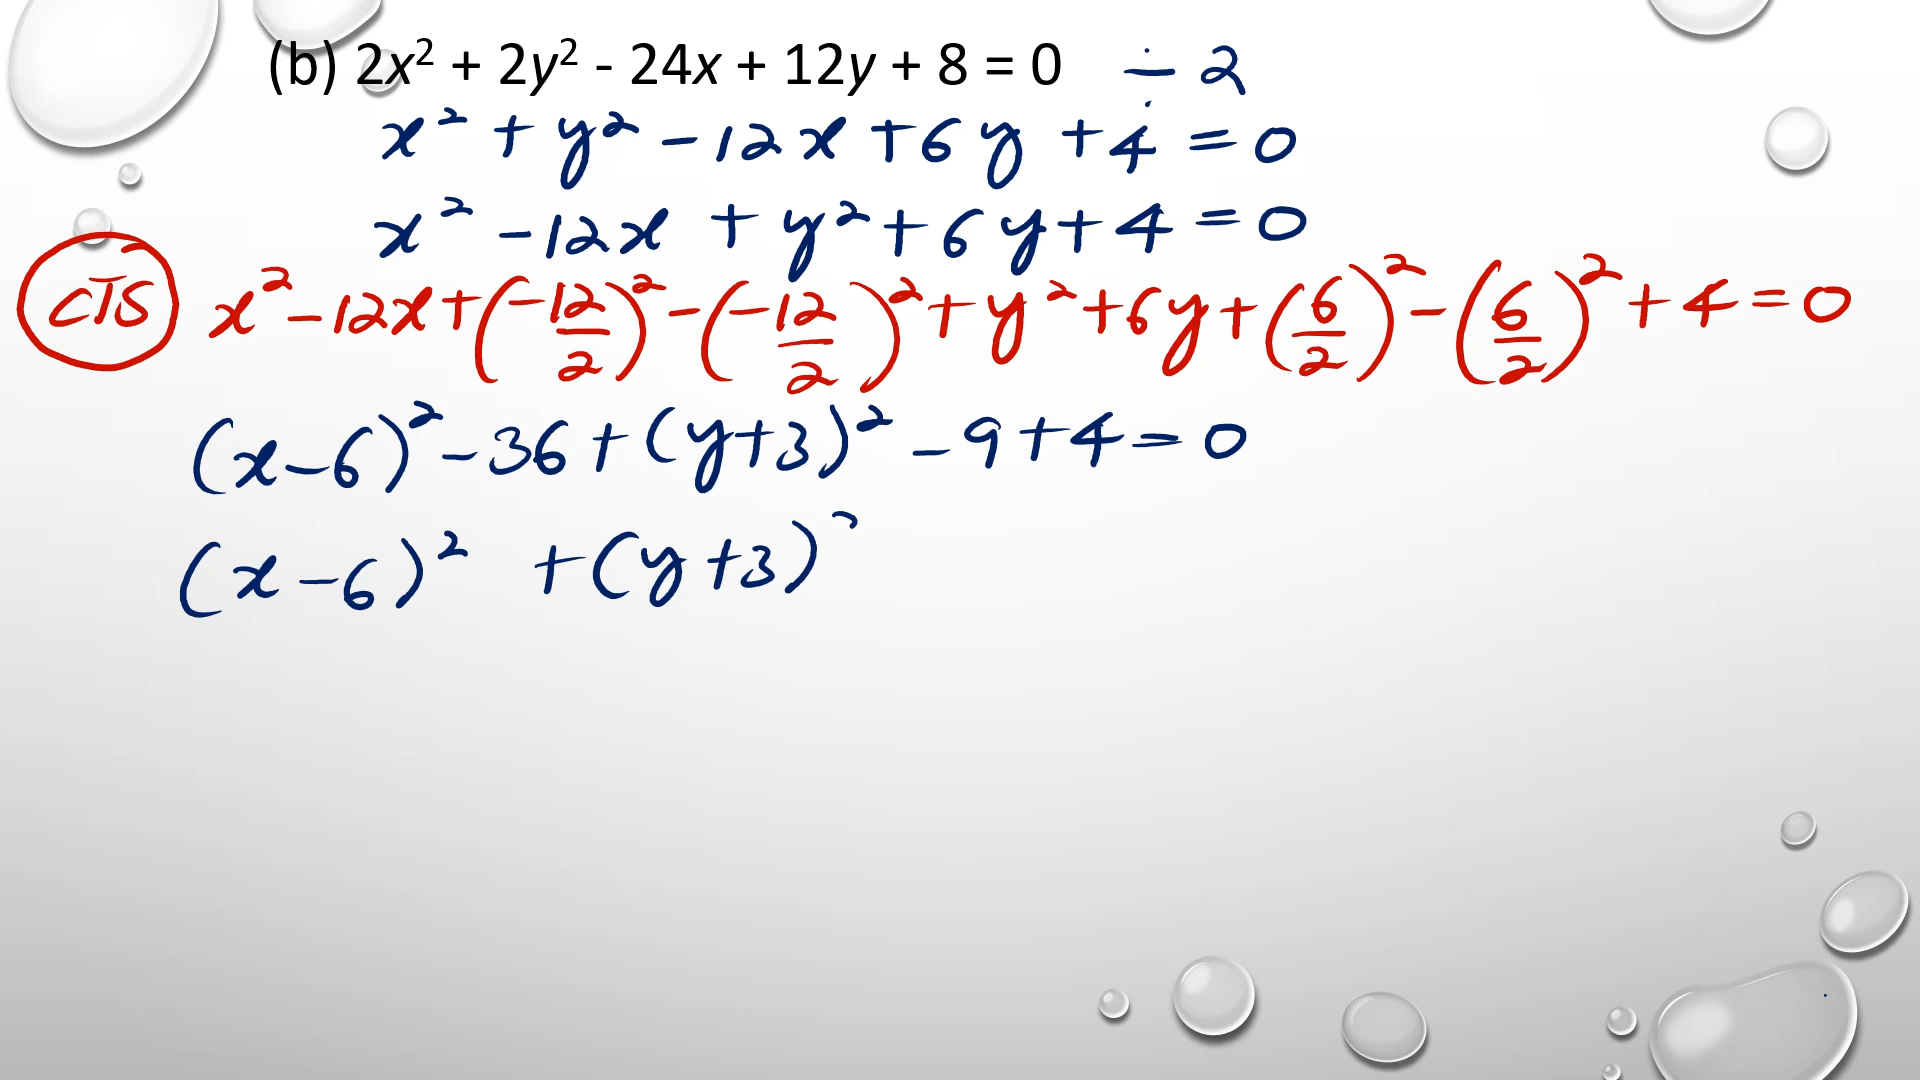 (b) 2x² + 2y² - 24x + 12y + 8 = 0 ÷ 2
x² + y² - 12x + 6y + 4 = 0
x² - 12x + y² + 6y + 4 = 0
CTS x² - 12x + (-12/2)² - (-12/2)² + y² + 6y + (6/2)² - (6/2)² + 4 = 0
(x - 6)² - 36 + (y + 3)² - 9 + 4 = 0
(x - 6)² + (y + 3)²